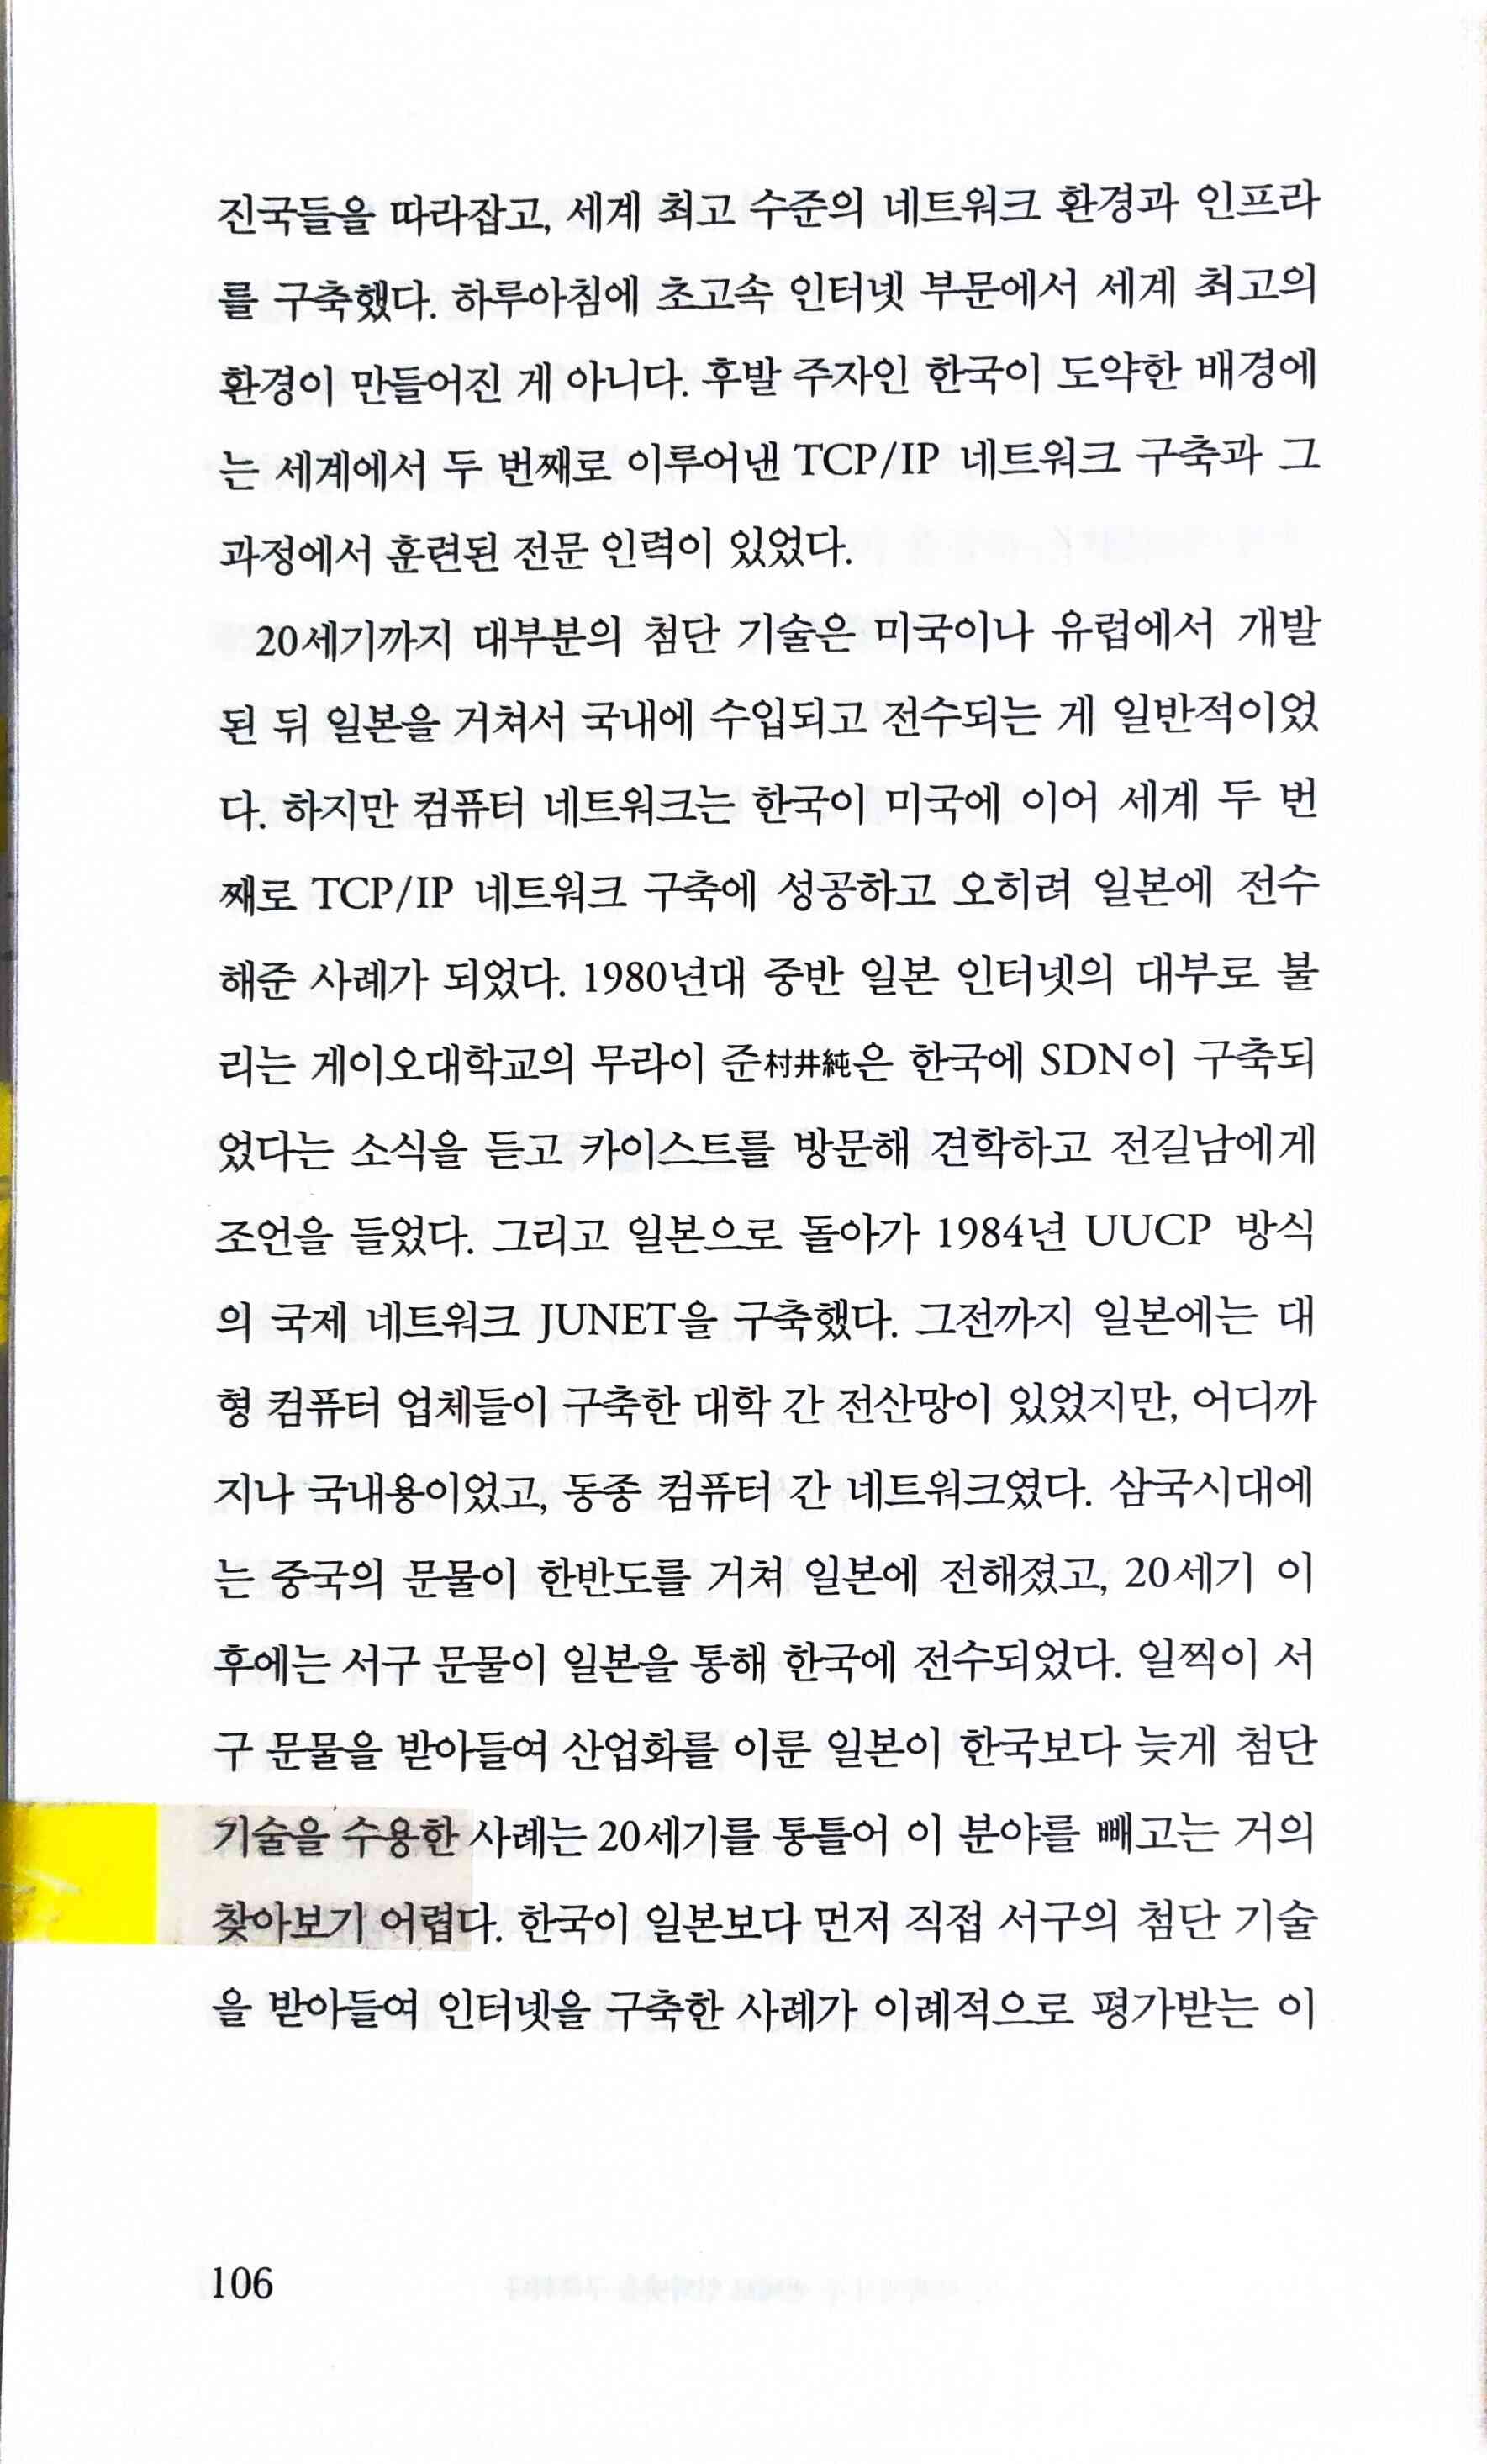 진국들을 따라잡고, 세계 최고 수준의 네트워크 환경과 인프라
를 구축했다. 하루아침에 초고속 인터넷 부문에서 세계 최고의
환경이 만들어진 게 아니다. 후발 주자인 한국이 도약한 배경에
는 세계에서 두 번째로 이루어낸 TCP/IP 네트워크 구축과 그
과정에서 훈련된 전문 인력이 있었다.
20세기까지 대부분의 첨단 기술은 미국이나 유럽에서 개발
된 뒤 일본을 거쳐서 국내에 수입되고 전수되는 게 일반적이었
다. 하지만 컴퓨터 네트워크는 한국이 미국에 이어 세계 두 번
째로 TCP/IP 네트워크 구축에 성공하고 오히려 일본에 전수
해준 사례가 되었다. 1980년대 중반 일본 인터넷의 대부로 불
리는 게이오대학교의 무라이 준村井純은 한국에 SDN이 구축되
었다는 소식을 듣고 카이스트를 방문해 견학하고 전길남에게
조언을 들었다. 그리고 일본으로 돌아가 1984년 UUCP 방식
의 국제 네트워크 JUNET을 구축했다. 그전까지 일본에는 대
형 컴퓨터 업체들이 구축한 대학 간 전산망이 있었지만, 어디까
지나 국내용이었고, 동종 컴퓨터 간 네트워크였다. 삼국시대에
는 중국의 문물이 한반도를 거쳐 일본에 전해졌고, 20세기 이
후에는 서구 문물이 일본을 통해 한국에 전수되었다. 일찍이 서
구 문물을 받아들여 산업화를 이룬 일본이 한국보다 늦게 첨단
기술을 수용한 사례는 20세기를 통틀어 이 분야를 빼고는 거의
찾아보기 어렵다. 한국이 일본보다 먼저 직접 서구의 첨단 기술
을 받아들여 인터넷을 구축한 사례가 이례적으로 평가받는 이
106